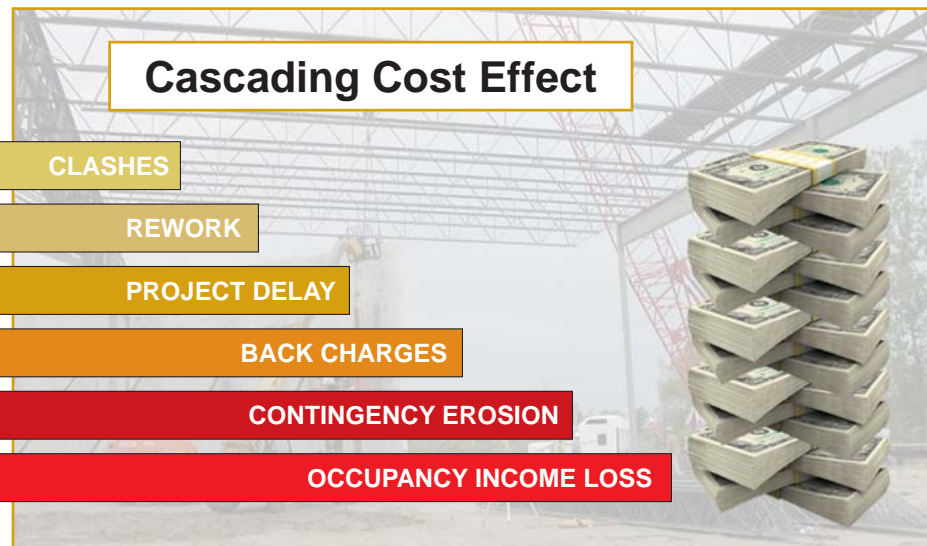 Cascading Cost Effect
CLASHES
REWORK
PROJECT DELAY
BACK CHARGES
CONTINGENCY EROSION
OCCUPANCY INCOME LOSS